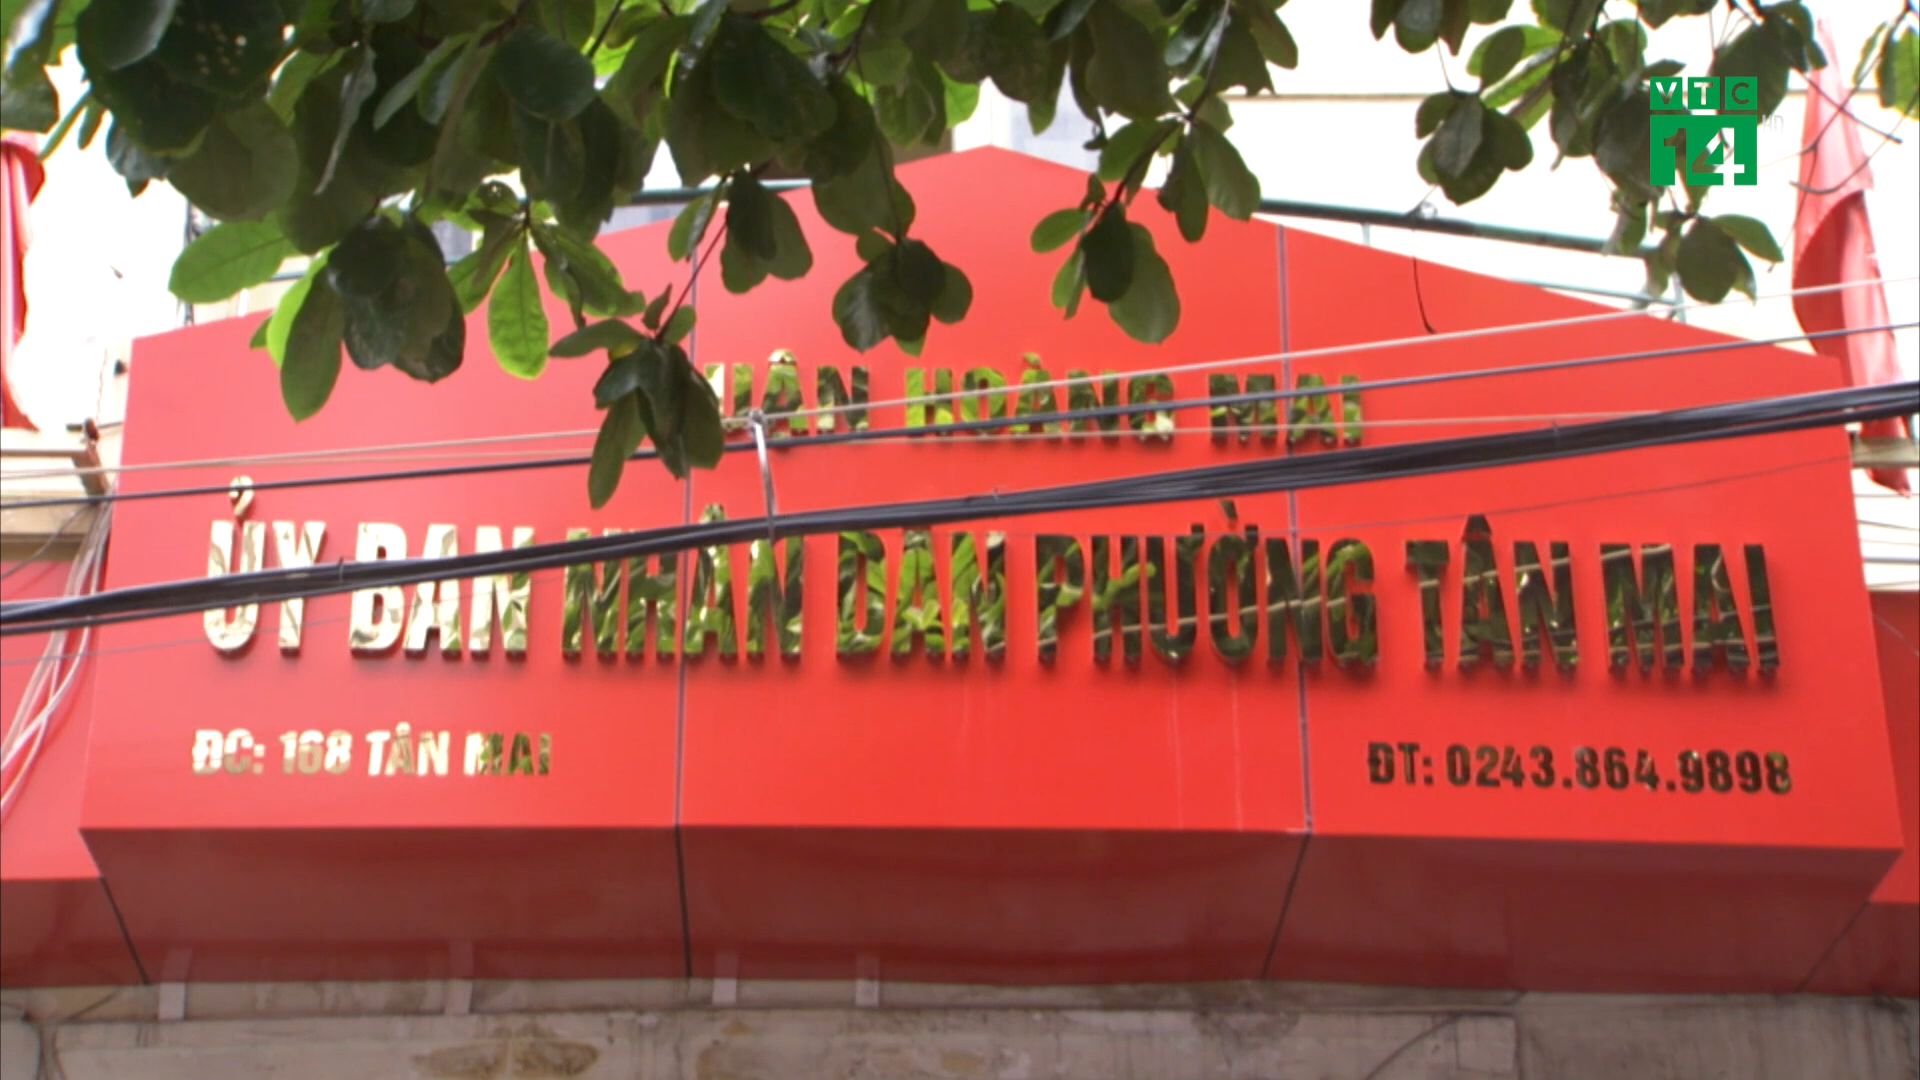 VTC
14 HD
HOÀNG MAI
ỦY BAN NHÂN DÂN PHƯỜNG TÂN MAI
ĐC: 168 TÂN MAI
ĐT: 0243.864.9898